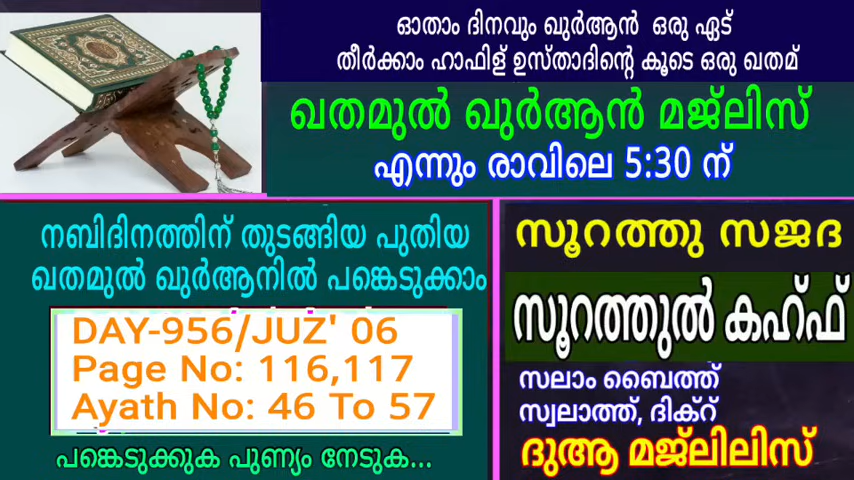 ഓതാം ദിനവും ഖുർആൻ ഒരു ഏട്
തീർക്കാം ഹാഫിള് ഉസ്താദിന്റെ കൂടെ ഒരു ഖതമ്
ഖതമുൽ ഖുർആൻ മജ്ലിസ്
എന്നും രാവിലെ 5:30 ന്
നബിദിനത്തിന് തുടങ്ങിയ പുതിയ
ഖതമുൽ ഖുർആനിൽ പങ്കെടുക്കാം
DAY-956/JUZ' 06
Page No: 116,117
Ayath No: 46 To 57
പങ്കെടുക്കുക പുണ്യം നേടുക...
സൂറത്തു സജദ
സൂറത്തുൽ കഹ്ഫ്
സലാം ബൈത്ത്
സ്വലാത്ത്, ദിക്റ്
ദുആ മജ്ലിലിസ്